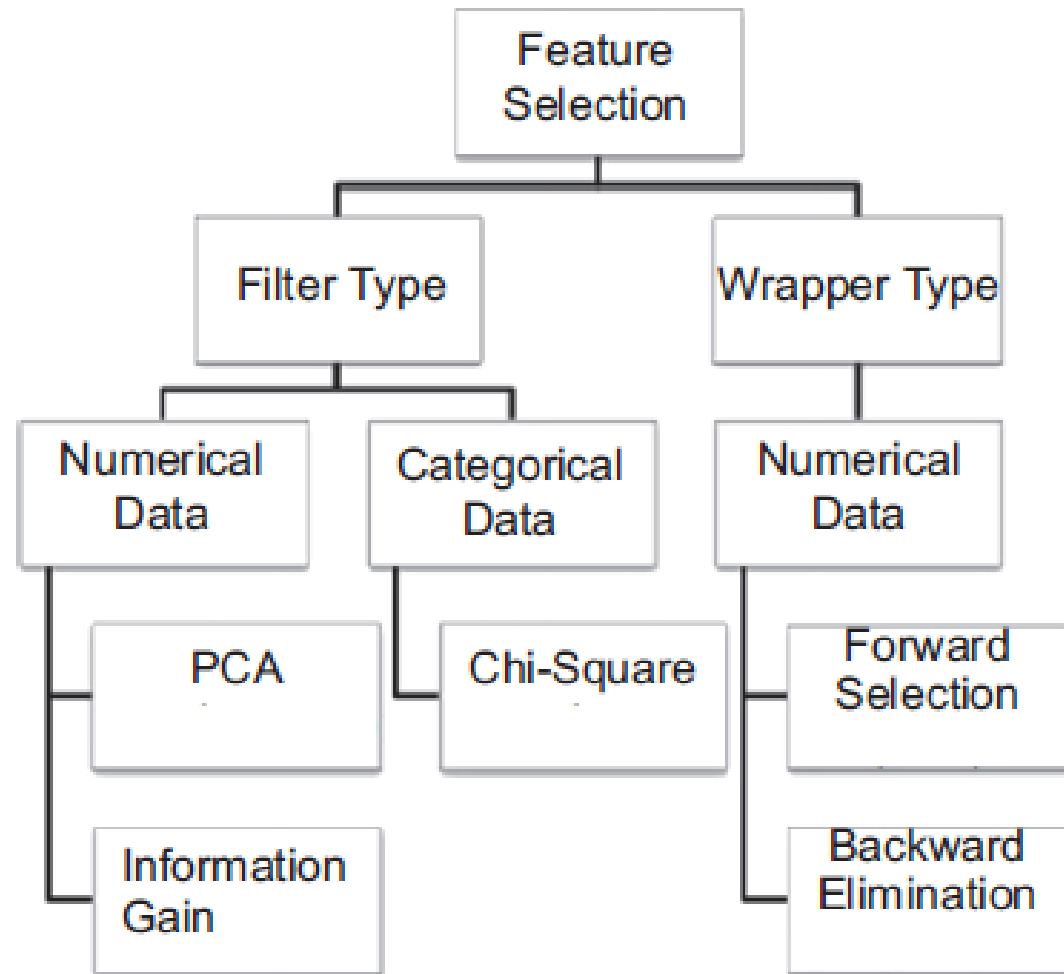 Feature
Selection
Filter Type
Wrapper Type
Numerical
Data
Categorical
Data
Numerical
Data
PCA
Chi-Square
Forward
Selection
Information
Gain
Backward
Elimination